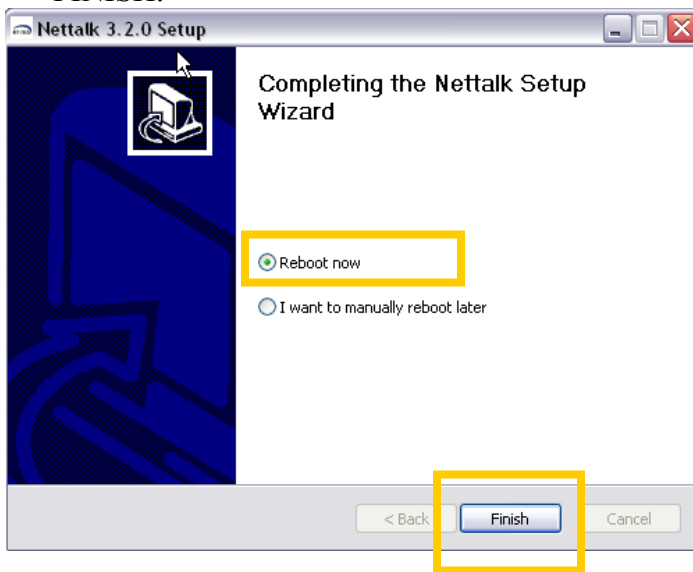 FINISH.
Nettalk 3.2.0 Setup
Completing the Nettalk Setup
Wizard
Reboot now
I want to manually reboot later
< Back
Finish
Cancel